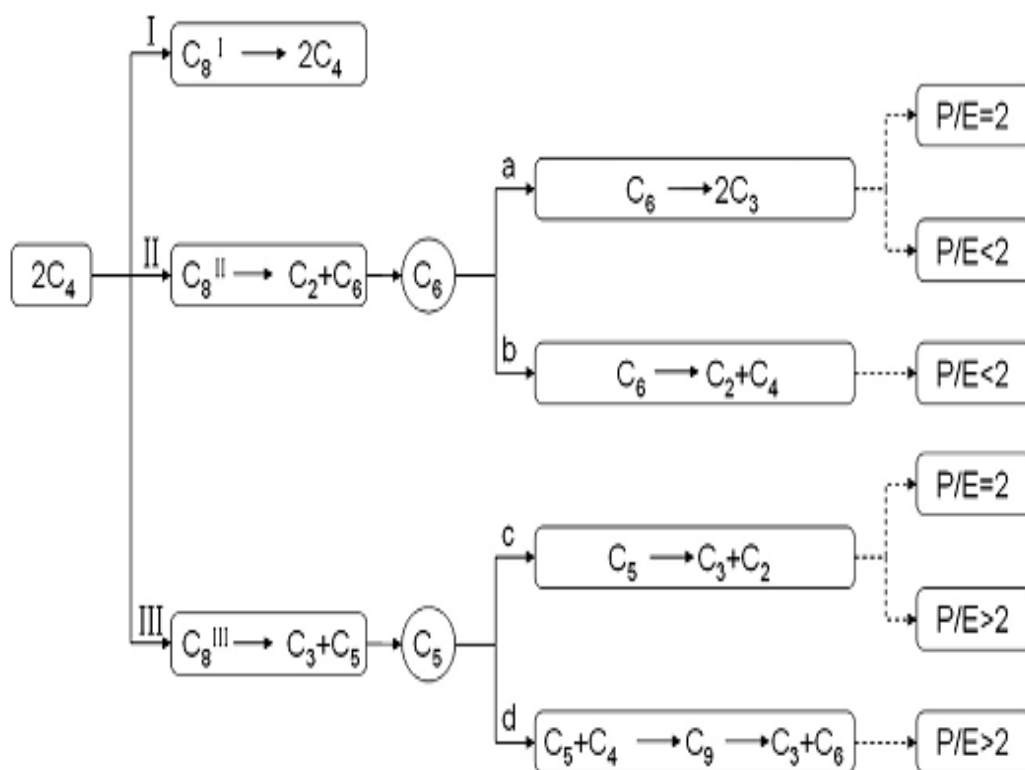 I
C₈ᴵ → 2C₄
P/E=2
a
C₆ → 2C₃
P/E<2
2C₄
II
C₈ᴵᴵ → C₂+C₆
C₆
b
C₆ → C₂+C₄
P/E<2
P/E=2
c
C₅ → C₃+C₂
P/E>2
III
C₈ᴵᴵᴵ → C₃+C₅
C₅
d
C₅+C₄ → C₉ → C₃+C₆
P/E>2